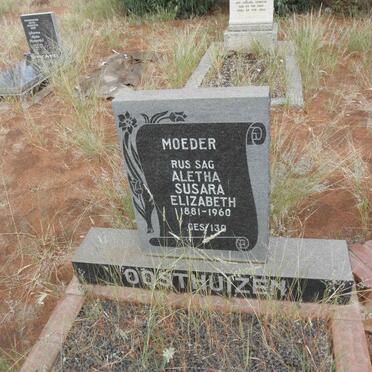 MOEDER
RUS SAG
ALETHA
SUSARA
ELIZABETH
1881-1960
GES:130
OOSTHUIZEN